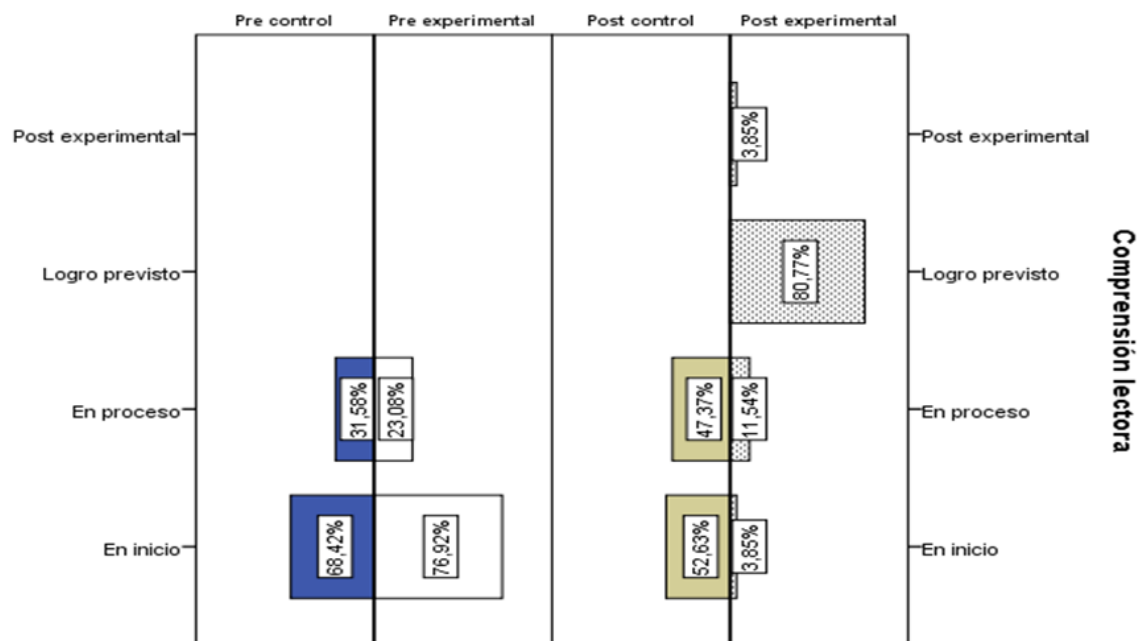 Pre control
Pre experimental
Post control
Post experimental
Post experimental
3,85%
Post experimental
Logro previsto
80,77%
Logro previsto
Comprensión lectora
En proceso
31,58%
23,08%
47,37%
11,54%
En proceso
En inicio
68,42%
76,92%
52,63%
3,85%
En inicio